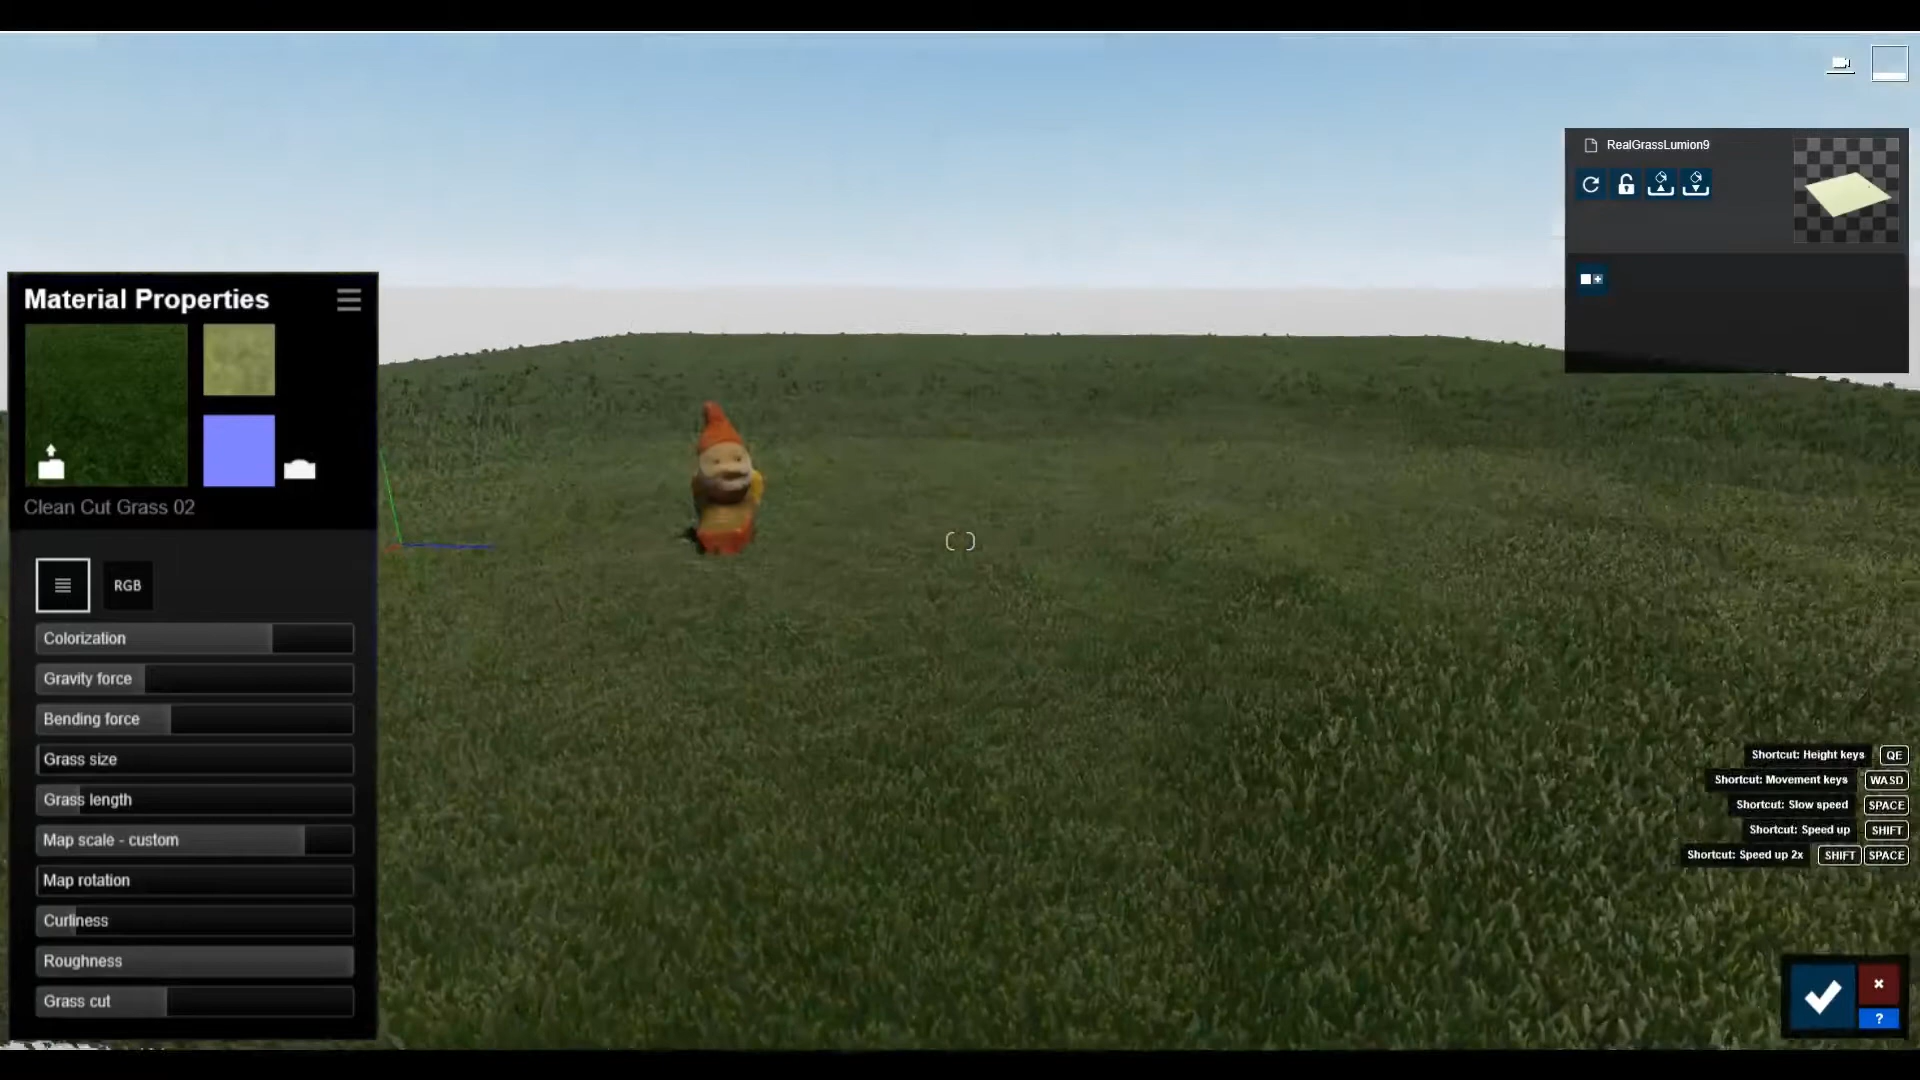 RealGrassLumion9
Material Properties
Clean Cut Grass 02
RGB
Colorization
Gravity force
Bending force
Grass size
Grass length
Map scale - custom
Map rotation
Curliness
Roughness
Grass cut
Shortcut: Height keys QE
Shortcut: Movement keys WASD
Shortcut: Slow speed SPACE
Shortcut: Speed up SHIFT
Shortcut: Speed up 2x SHIFT SPACE
?